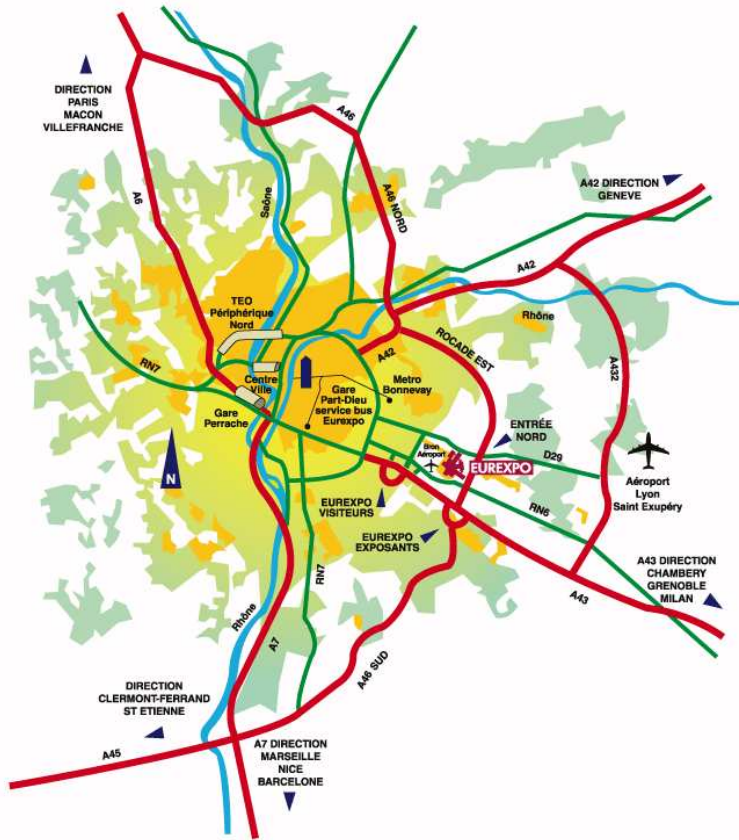 DIRECTION
PARIS
MACON
VILLEFRANCHE
A46
A6
Saône
A46 NORD
A42 DIRECTION
GENEVE
A42
TEO
Périphérique
Nord
Rhône
RN7
A42
ROCADE EST
A432
Centre
Ville
Gare
Part-Dieu
service bus
Eurexpo
Metro
Bonnevay
Gare
Perrache
ENTRÉE
NORD
Bron
Aéroport
EUREXPO
D29
N
Aéroport
Lyon
Saint Exupéry
EUREXPO
VISITEURS
RN6
EUREXPO
EXPOSANTS
A43 DIRECTION
CHAMBERY
GRENOBLE
MILAN
RN7
A43
Rhône
A7
A46 SUD
DIRECTION
CLERMONT-FERRAND
ST ETIENNE
A45
A7 DIRECTION
MARSEILLE
NICE
BARCELONE